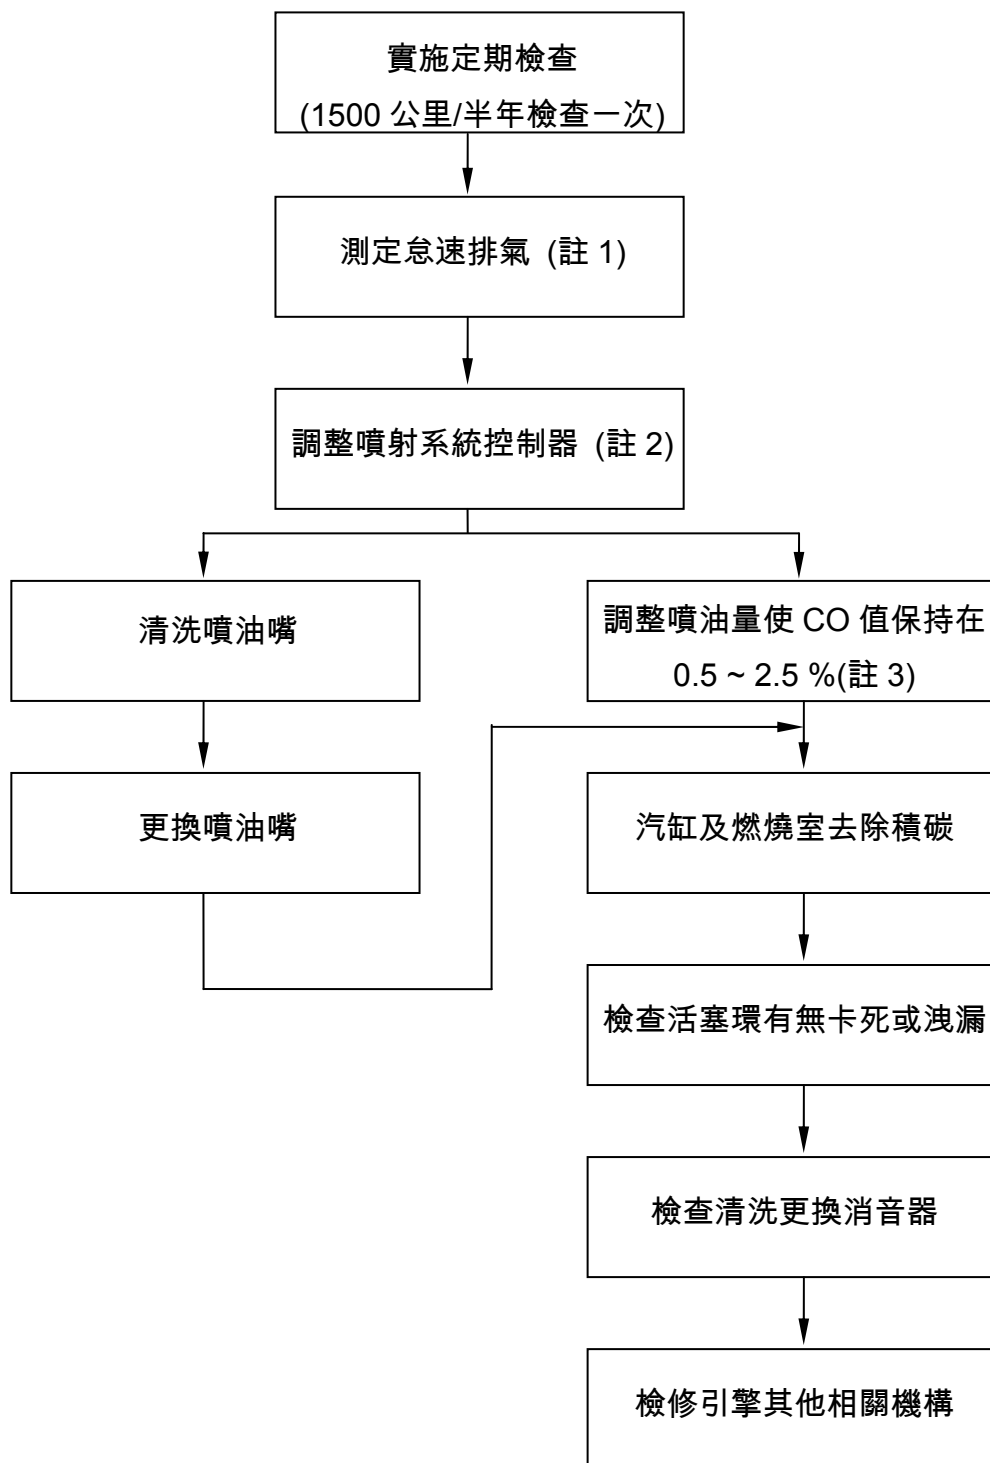 實施定期檢查
(1500 公里/半年檢查一次)
測定怠速排氣 (註 1)
調整噴射系統控制器 (註 2)
清洗噴油嘴
調整噴油量使 CO 值保持在
0.5 ~ 2.5 %(註 3)
更換噴油嘴
汽缸及燃燒室去除積碳
檢查活塞環有無卡死或洩漏
檢查清洗更換消音器
檢修引擎其他相關機構